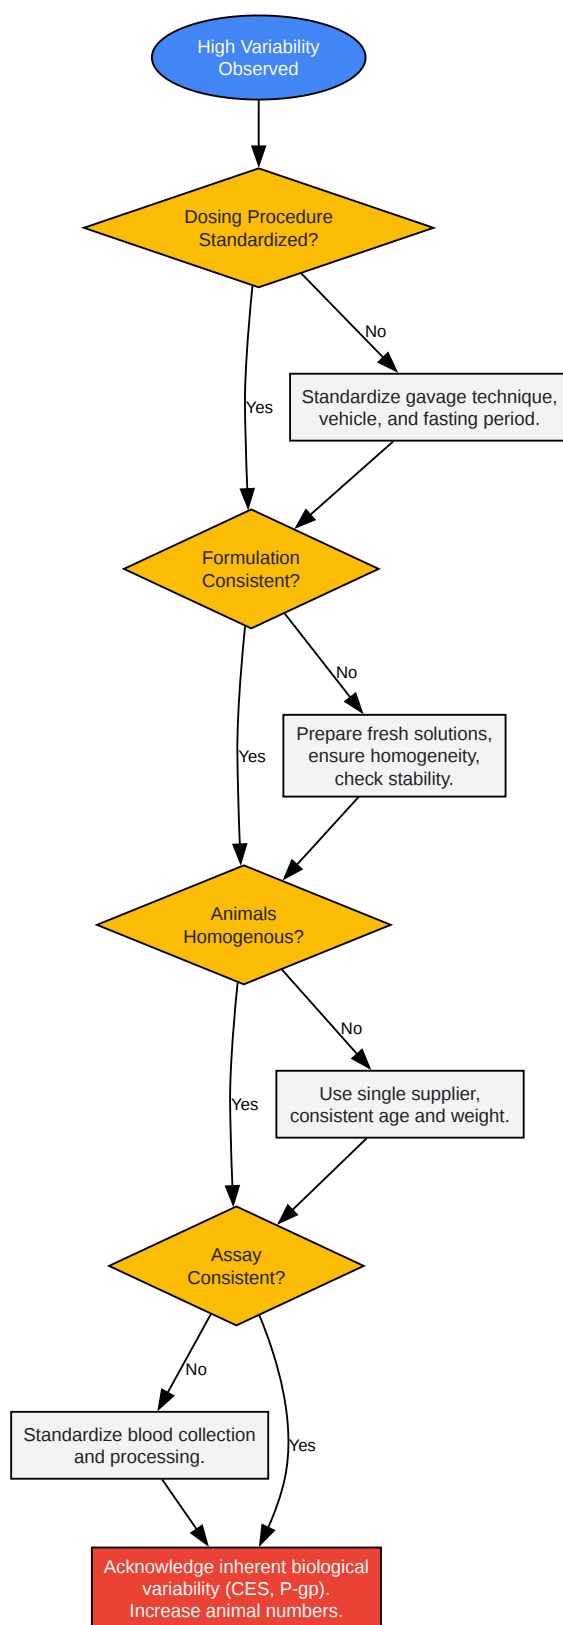 High Variability
Observed
Dosing Procedure
Standardized?
No
Standardize gavage technique,
vehicle, and fasting period.
Yes
Formulation
Consistent?
No
Prepare fresh solutions,
ensure homogeneity,
check stability.
Yes
Animals
Homogenous?
No
Use single supplier,
consistent age and weight.
Yes
Assay
Consistent?
No
Standardize blood collection
and processing.
Yes
Acknowledge inherent biological
variability (CES, P-gp).
Increase animal numbers.